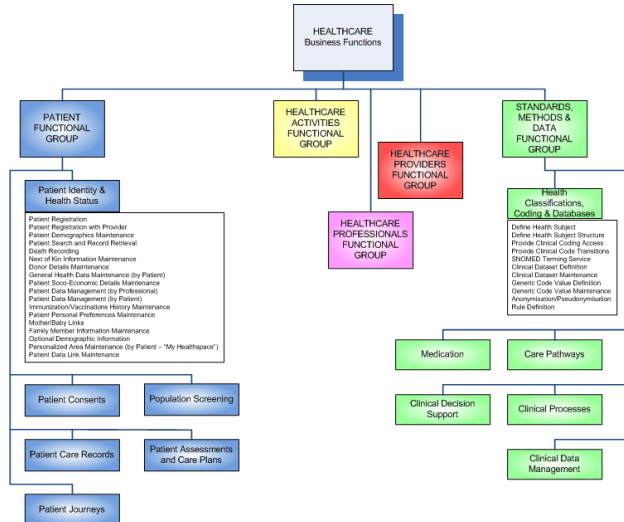 HEALTHCARE
Business Functions
PATIENT
FUNCTIONAL
GROUP
HEALTHCARE
ACTIVITIES
FUNCTIONAL
GROUP
HEALTHCARE
PROVIDERS
FUNCTIONAL
GROUP
HEALTHCARE
PROFESSIONALS
FUNCTIONAL
GROUP
STANDARDS,
METHODS &
DATA
FUNCTIONAL
GROUP
Patient Identity &
Health Status
Patient Registration
Patient Registration with Provider
Patient Demographics Maintenance
Patient Search and Record Retrieval
Death Recording
Next of Kin Information Maintenance
Donor Details Maintenance
General Health Data Maintenance (by Patient)
Patient Soco-Economic Details Maintenance
Patient Data Management (by Professional)
Patient Data Management (by Patient)
Immunization/Vaccinations History Maintenance
Patient Personal Preferences Maintenance
Mother/Baby Links
Family Member Information Maintenance
Optional Demographic Information
Personalized Area Maintenance (by Patient – "My Healthspace")
Patient Data Link Maintenance
Patient Consents
Population Screening
Patient Care Records
Patient Assessments
and Care Plans
Patient Journeys
Health
Classifications,
Coding & Databases
Define Health Subject
Define Health Subject Structure
Provide Clinical Coding Access
Provide Clinical Code Transitions
SNOMED Terming Service
Clinical Dataset Definition
Clinical Dataset Maintenance
Generic Code Value Definition
Generic Code Value Maintenance
Anonymisation/Pseudonymisation
Rule Definition
Medication
Care Pathways
Clinical Decision
Support
Clinical Processes
Clinical Data
Management